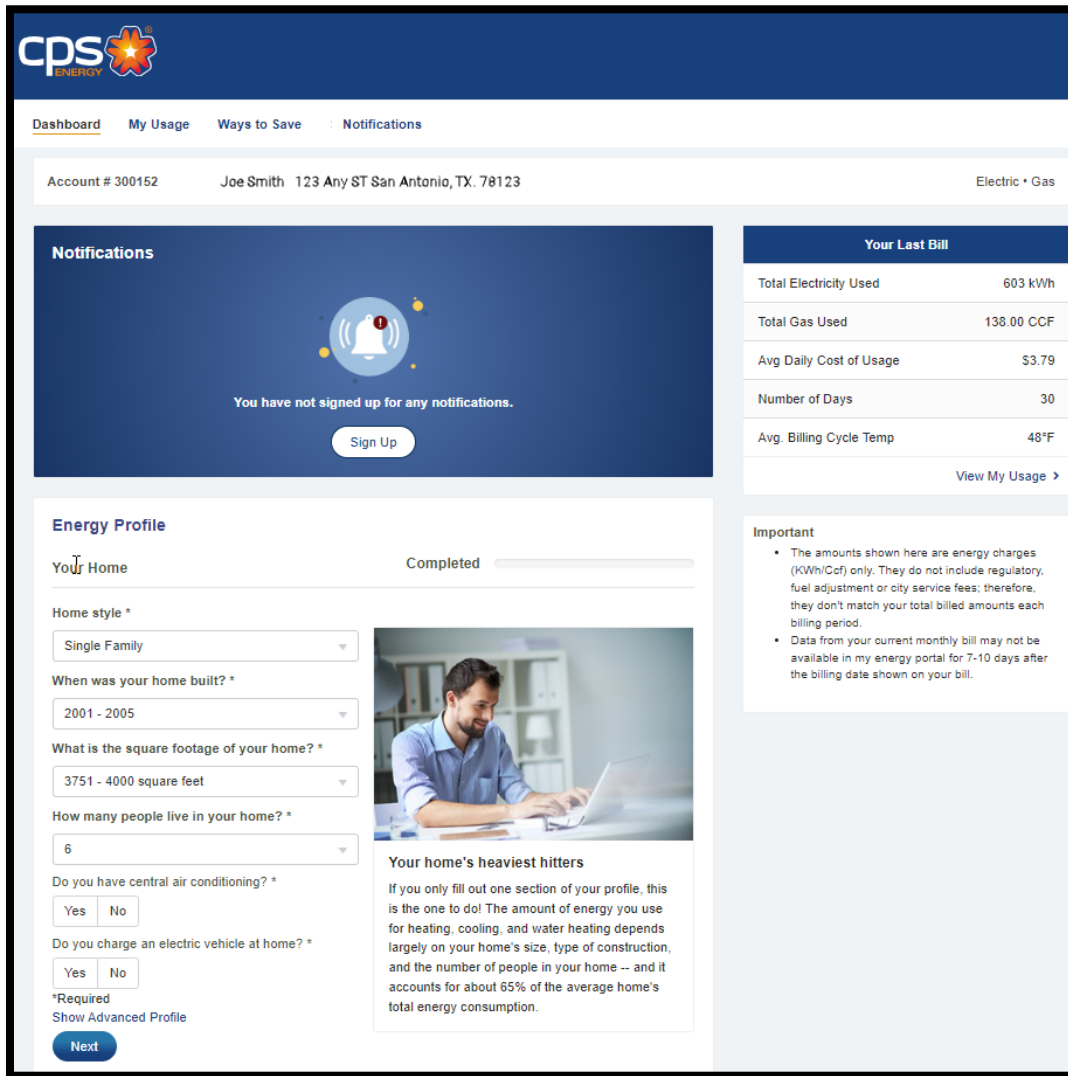 cps
ENERGY
®
Dashboard My Usage Ways to Save Notifications
Account # 300152 Joe Smith 123 Any ST San Antonio, TX. 78123 Electric • Gas
Notifications
You have not signed up for any notifications.
Sign Up
Your Last Bill
Total Electricity Used 603 kWh
Total Gas Used 138.00 CCF
Avg Daily Cost of Usage $3.79
Number of Days 30
Avg. Billing Cycle Temp 48°F
View My Usage >
Energy Profile
Your Home Completed
Home style *
Single Family
When was your home built? *
2001 - 2005
What is the square footage of your home? *
3751 - 4000 square feet
How many people live in your home? *
6
Do you have central air conditioning? *
Yes No
Do you charge an electric vehicle at home? *
Yes No
*Required
Show Advanced Profile
Next
Your home's heaviest hitters
If you only fill out one section of your profile, this
is the one to do! The amount of energy you use
for heating, cooling, and water heating depends
largely on your home's size, type of construction,
and the number of people in your home -- and it
accounts for about 65% of the average home's
total energy consumption.
Important
• The amounts shown here are energy charges
(KWh/Ccf) only. They do not include regulatory,
fuel adjustment or city service fees; therefore,
they don't match your total billed amounts each
billing period.
• Data from your current monthly bill may not be
available in my energy portal for 7-10 days after
the billing date shown on your bill.